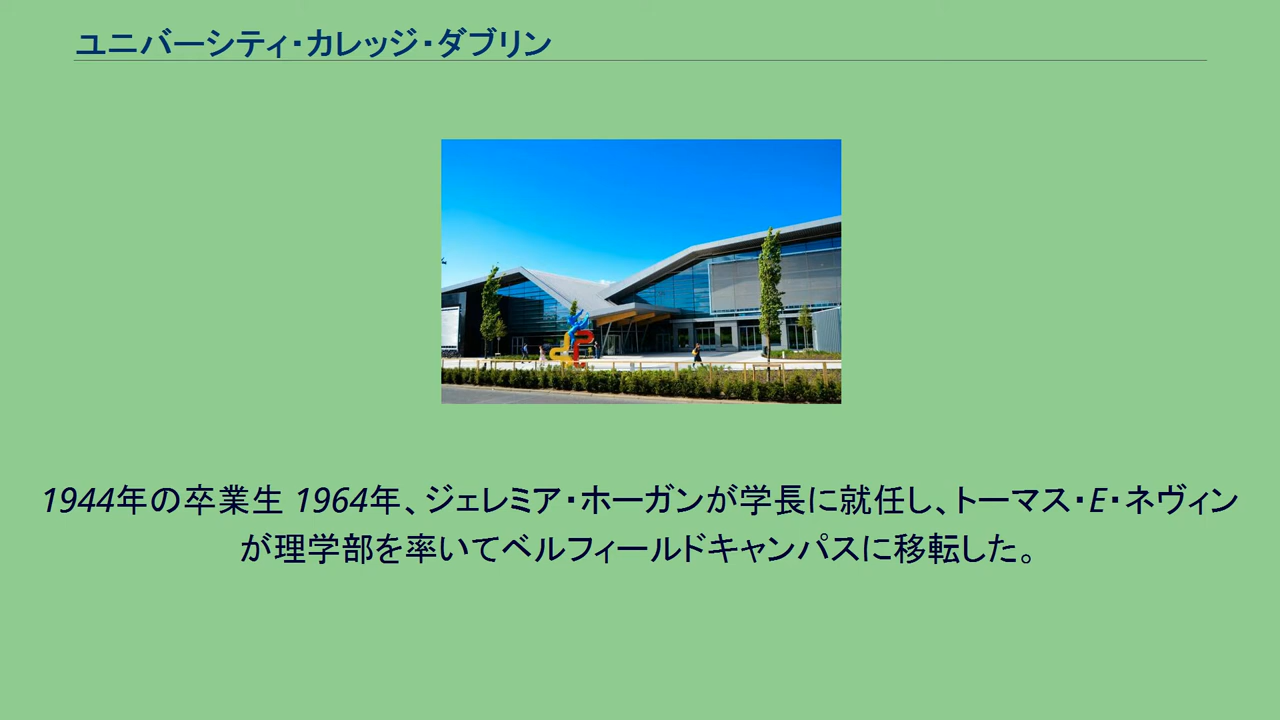 ユニバーシティ・カレッジ・ダブリン
1944年の卒業生 1964年、ジェレミア・ホーガンが学長に就任し、トーマス・E・ネヴィン
が理学部を率いてベルフィールドキャンパスに移転した。